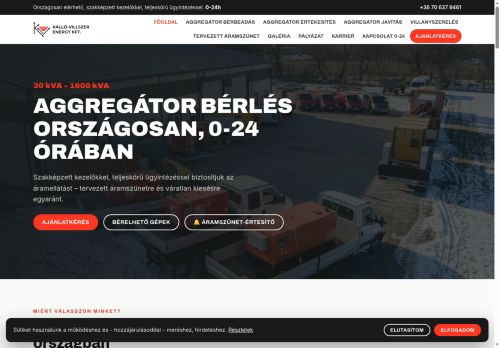 Országosan elérhető, szakképzett kezelőkkel, teljeskörű ügyintézéssel: 0-24h
+36 70 637 9461
KÁLLÓ-VILLSZER
ENERGY KFT.
FŐOLDAL AGGREGÁTOR BÉRBEADÁS AGGREGÁTOR ÉRTÉKESÍTÉS AGGREGÁTOR JAVÍTÁS VILLANYSZERELÉS
TERVEZETT ÁRAMSZÜNET GALÉRIA PÁLYÁZAT KARRIER KAPCSOLAT 0-24 AJÁNLATKÉRÉS
30 kVA – 1600 kVA
AGGREGÁTOR BÉRLÉS
ORSZÁGOSAN, 0-24
ÓRÁBAN
Szakképzett kezelőkkel, teljeskörű ügyintézéssel biztosítjuk az
áramellátást – tervezett áramszünetre és váratlan kiesésre
egyaránt.
AJÁNLATKÉRÉS BÉRELHETŐ GÉPEK 🔔 ÁRAMSZÜNET-ÉRTESÍTŐ
MIÉRT VÁLASSZON MINKET?
Sütiket használunk a működéshez és – hozzájárulásoddal – méréshez, hirdetéshez. Részletek
ELUTASÍTOM ELFOGADOM